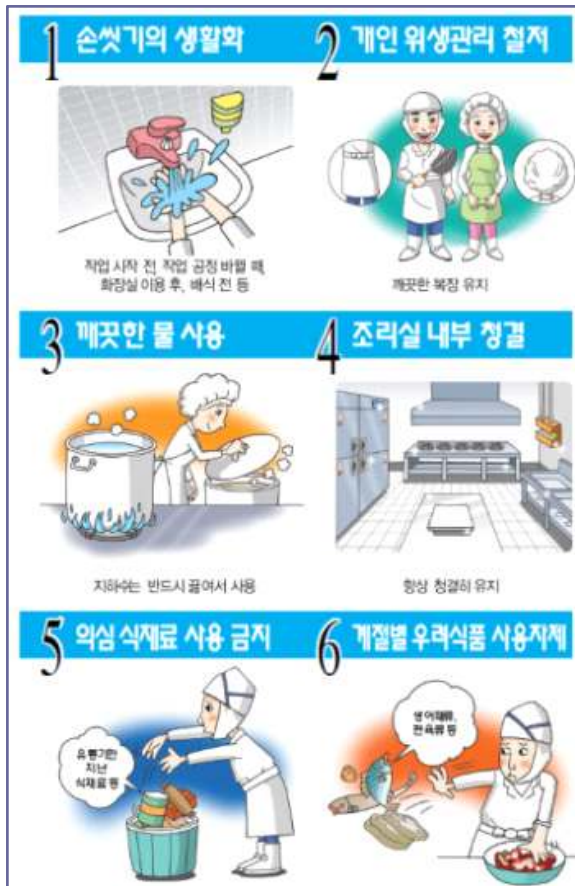 1 손씻기의 생활화
작업 시작 전, 작업 공정 바뀔 때,
화장실 이용 후, 배식 전 등
2 개인 위생관리 철저
깨끗한 복장 유지
3 깨끗한 물 사용
지하수는 반드시 끓여서 사용
4 조리실 내부 청결
항상 청결히 유지
5 의심 식재료 사용 금지
유통기한
지난
식재료 등
6 계절별 우려식품 사용자제
생어패류,
편육류 등